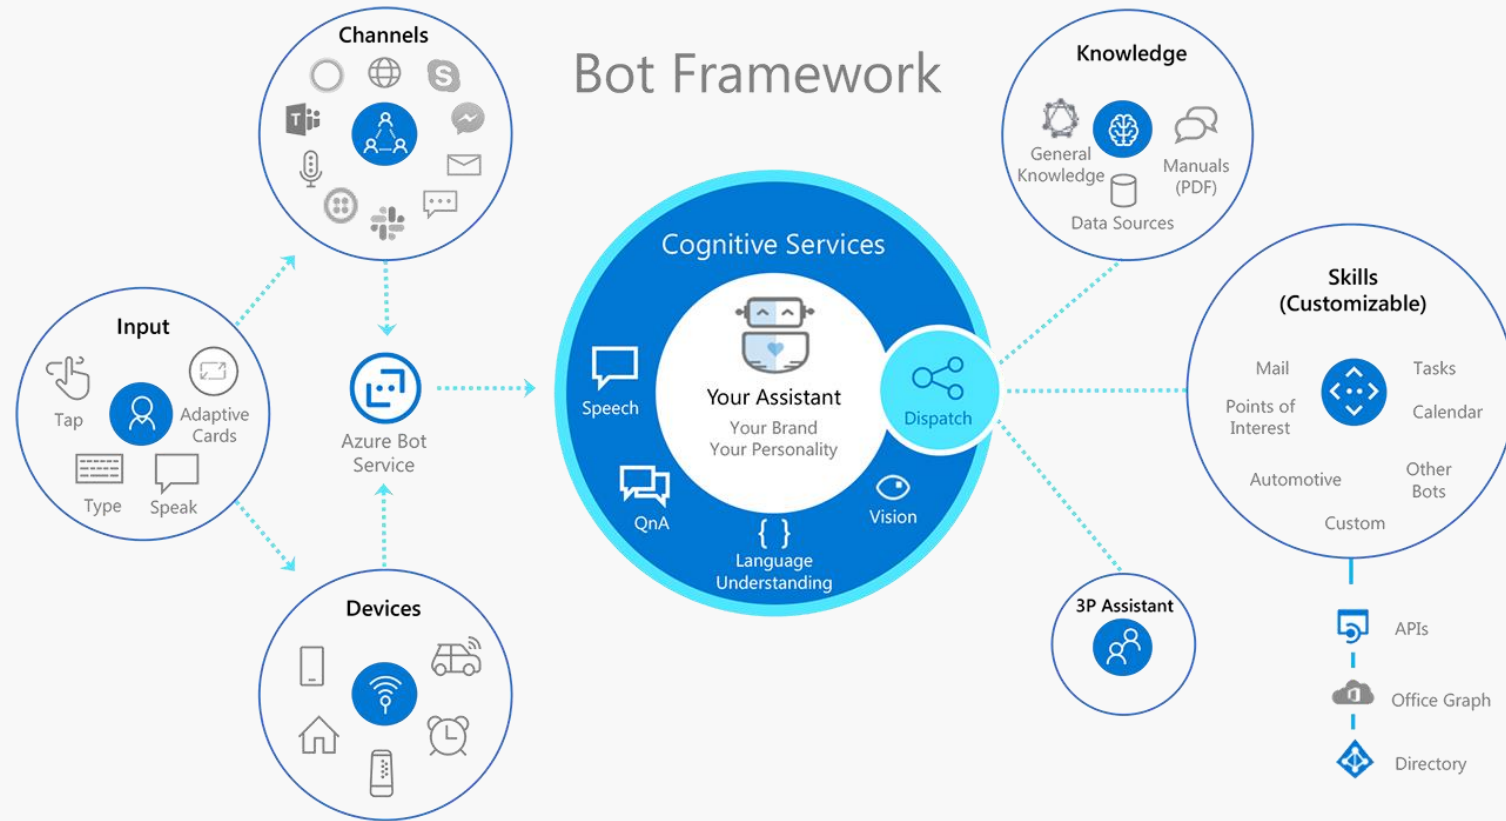 Bot Framework
Channels
T
S
Input
Tap
Adaptive
Cards
Type
Speak
Azure Bot
Service
Devices
Cognitive Services
Your Assistant
Your Brand
Your Personality
Speech
QnA
{ }
Language
Understanding
Vision
Dispatch
Knowledge
General
Knowledge
Manuals
(PDF)
Data Sources
Skills
(Customizable)
Mail
Tasks
Points of
Interest
Calendar
Automotive
Other
Bots
Custom
3P Assistant
APIs
Office Graph
Directory